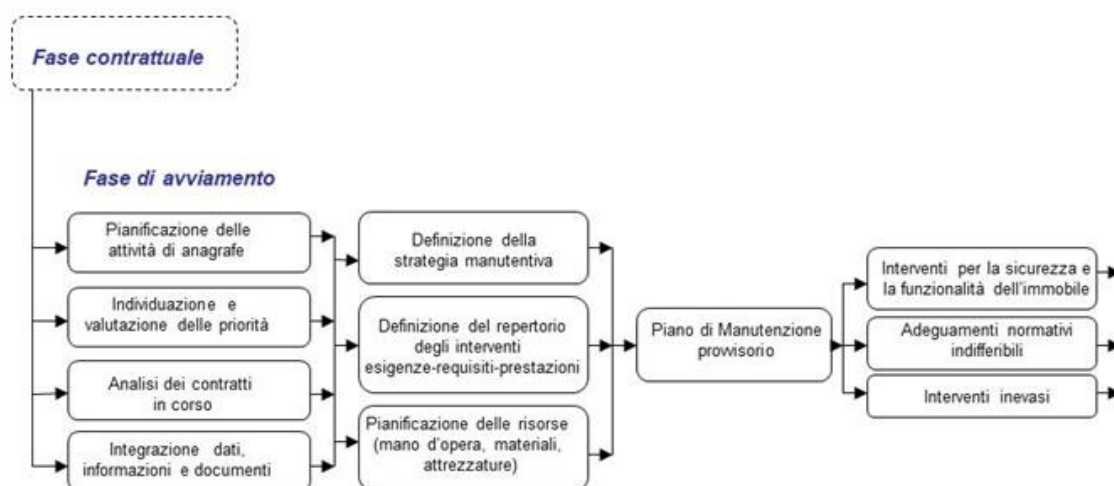 Fase contrattuale
Fase di avviamento
Pianificazione delle
attività di anagrafe
Individuazione e
valutazione delle priorità
Analisi dei contratti
in corso
Integrazione dati,
informazioni e documenti
Definizione della
strategia manutentiva
Definizione del repertorio
degli interventi
esigenze-requisiti-prestazioni
Pianificazione delle risorse
(mano d'opera, materiali,
attrezzature)
Piano di Manutenzione
provvisorio
Interventi per la sicurezza e
la funzionalità dell'immobile
Adeguamenti normativi
indifferibili
Interventi inevasi